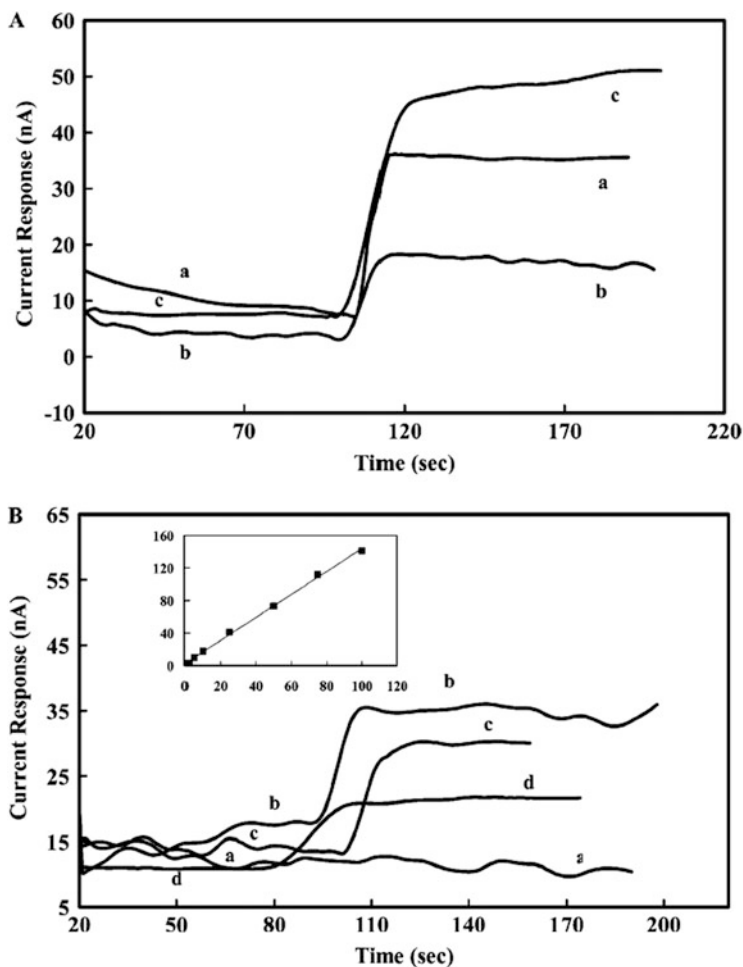 A
60
50
40
30
20
10
0
-10
Current Response (nA)
c
a
b
a
c
b
20 70 120 170 220
Time (sec)
B
65
55
45
35
25
15
5
Current Response (nA)
160
120
80
40
0
0 20 40 60 80 100 120
b
c
d
a
b
c
a
d
20 50 80 110 140 170 200
Time (sec)